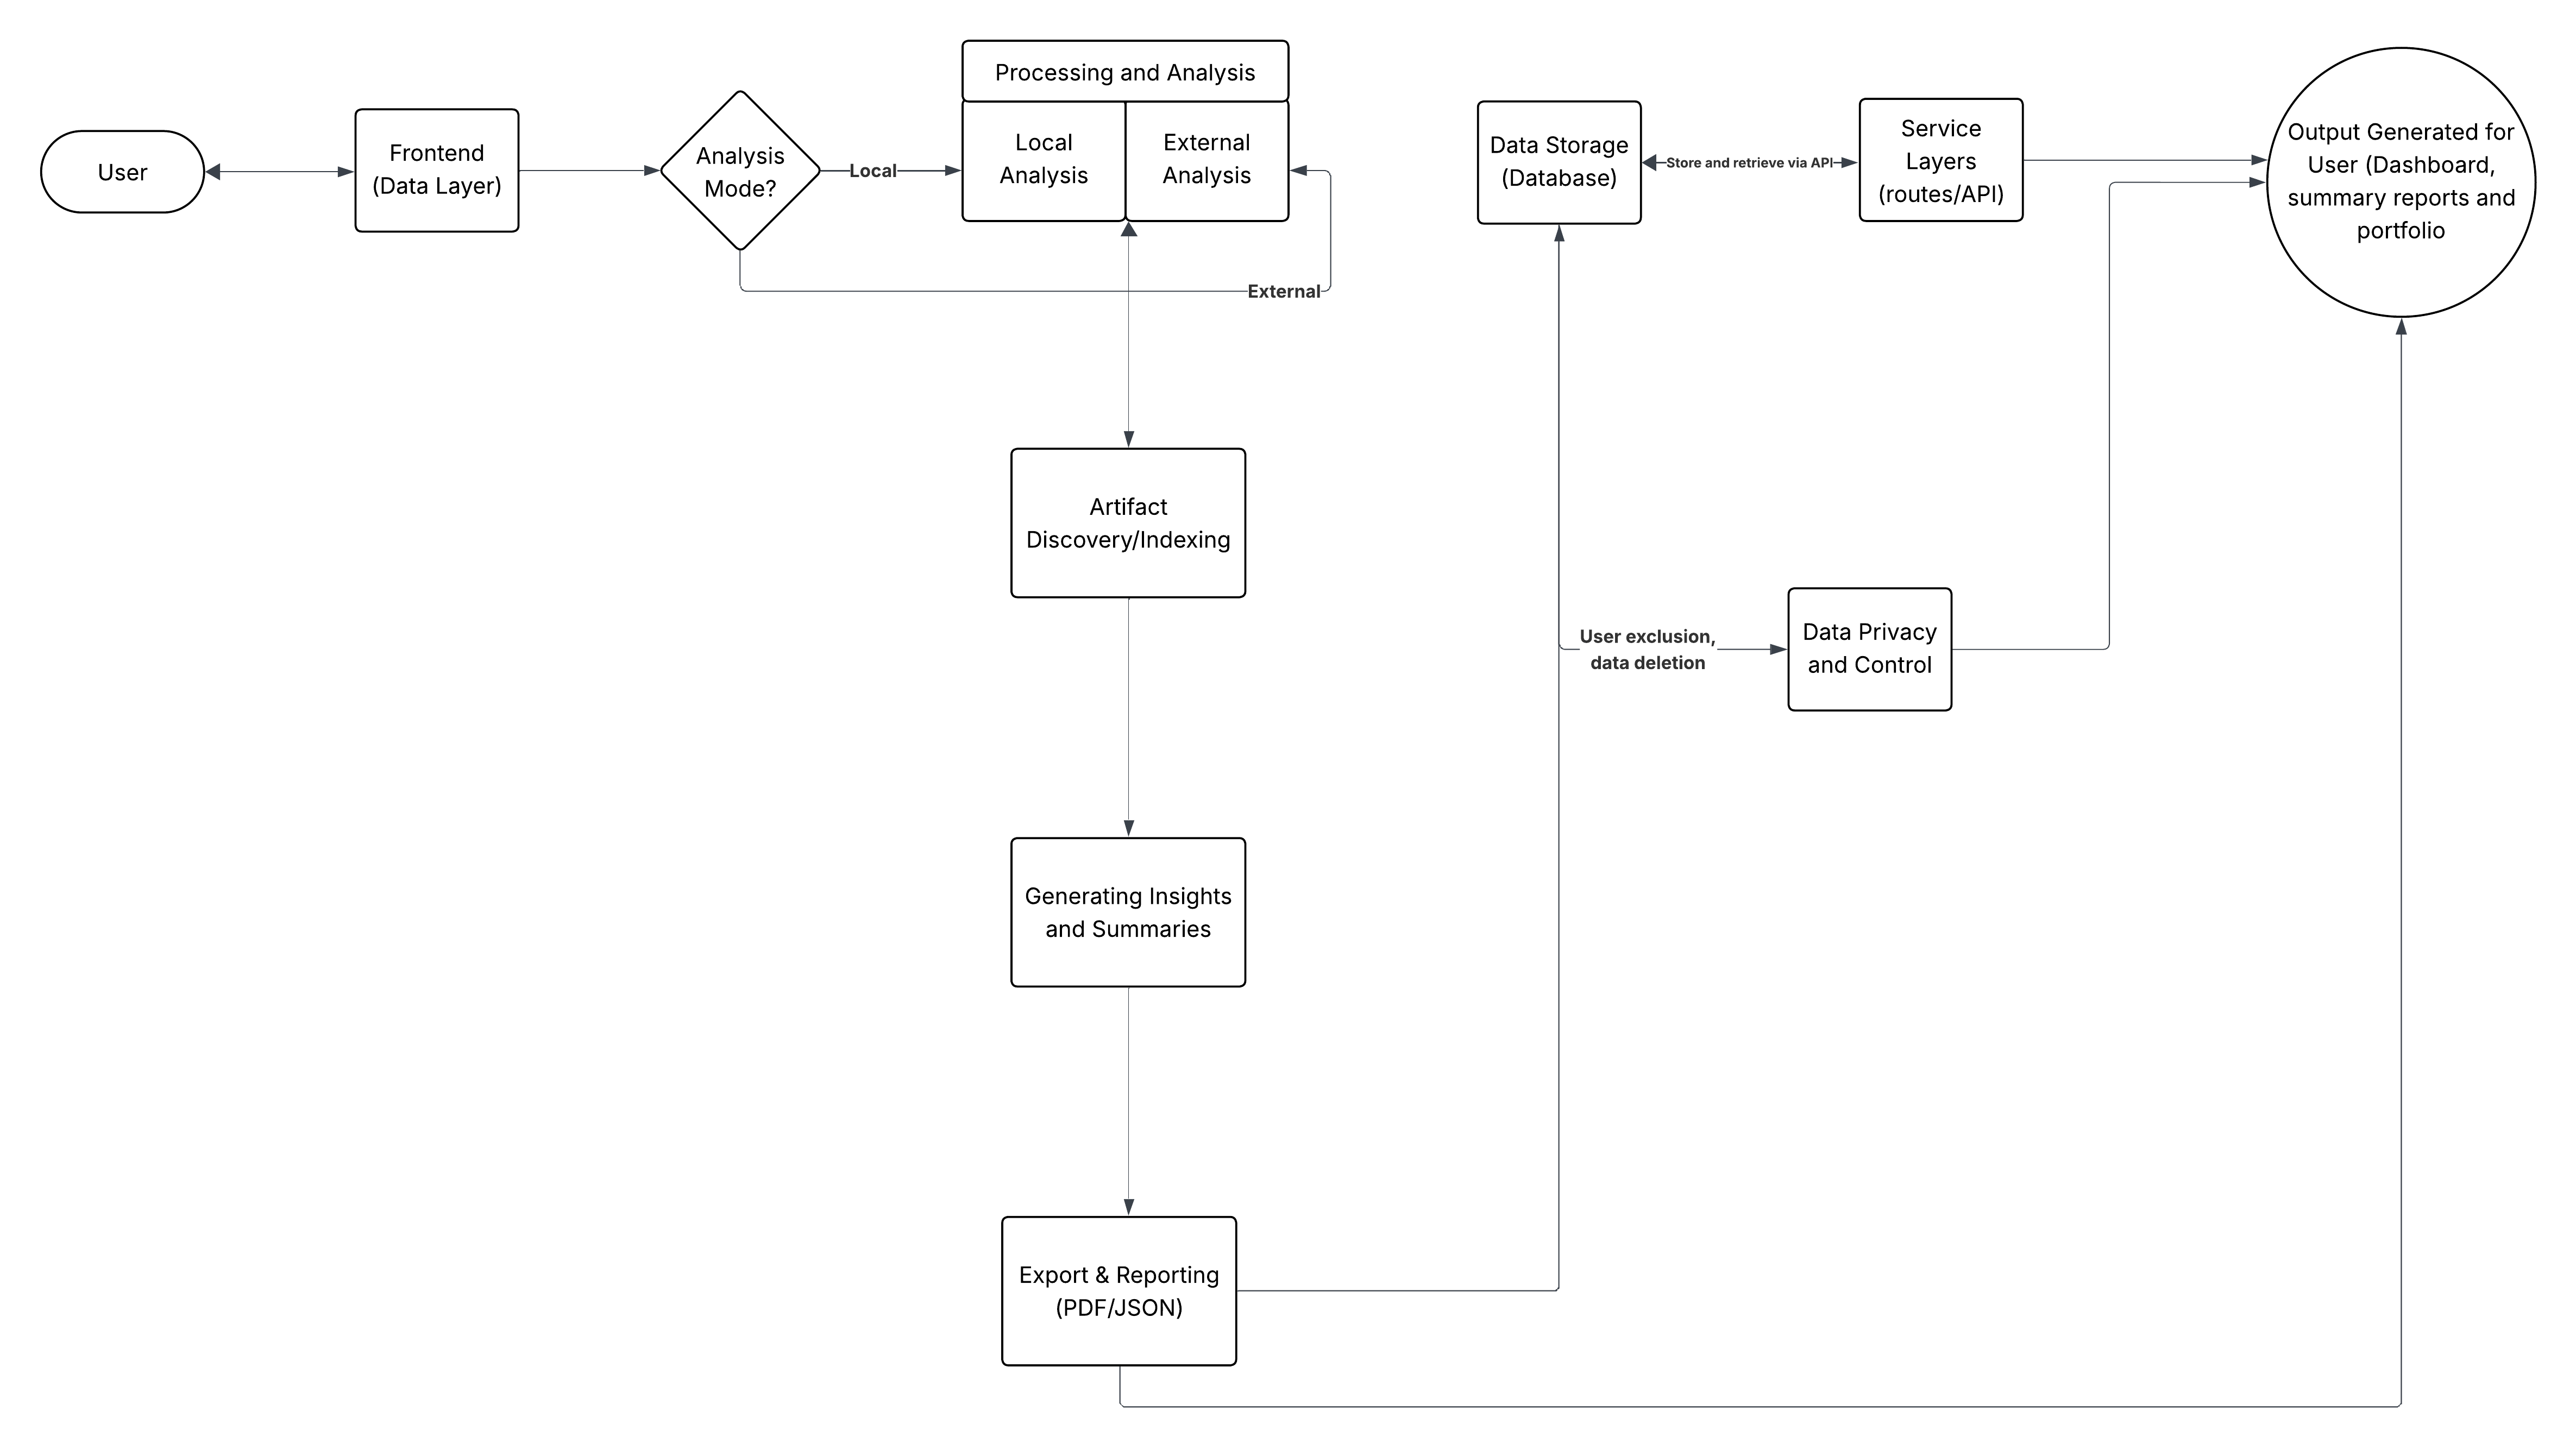 User
Frontend
(Data Layer)
Analysis
Mode?
Local
Processing and Analysis
Local
Analysis
External
Analysis
External
Data Storage
(Database)
Store and retrieve via API
Service
Layers
(routes/API)
Output Generated for
User (Dashboard,
summary reports and
portfolio
Artifact
Discovery/Indexing
User exclusion,
data deletion
Data Privacy
and Control
Generating Insights
and Summaries
Export & Reporting
(PDF/JSON)